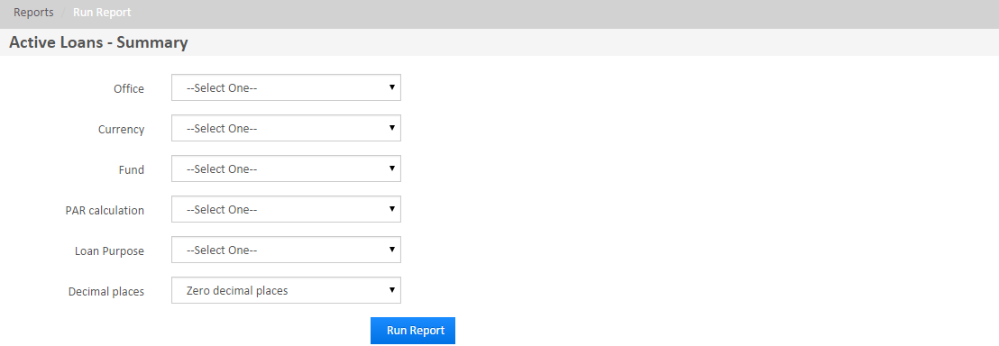 Reports / Run Report
Active Loans - Summary
Office --Select One--
Currency --Select One--
Fund --Select One--
PAR calculation --Select One--
Loan Purpose --Select One--
Decimal places Zero decimal places
Run Report